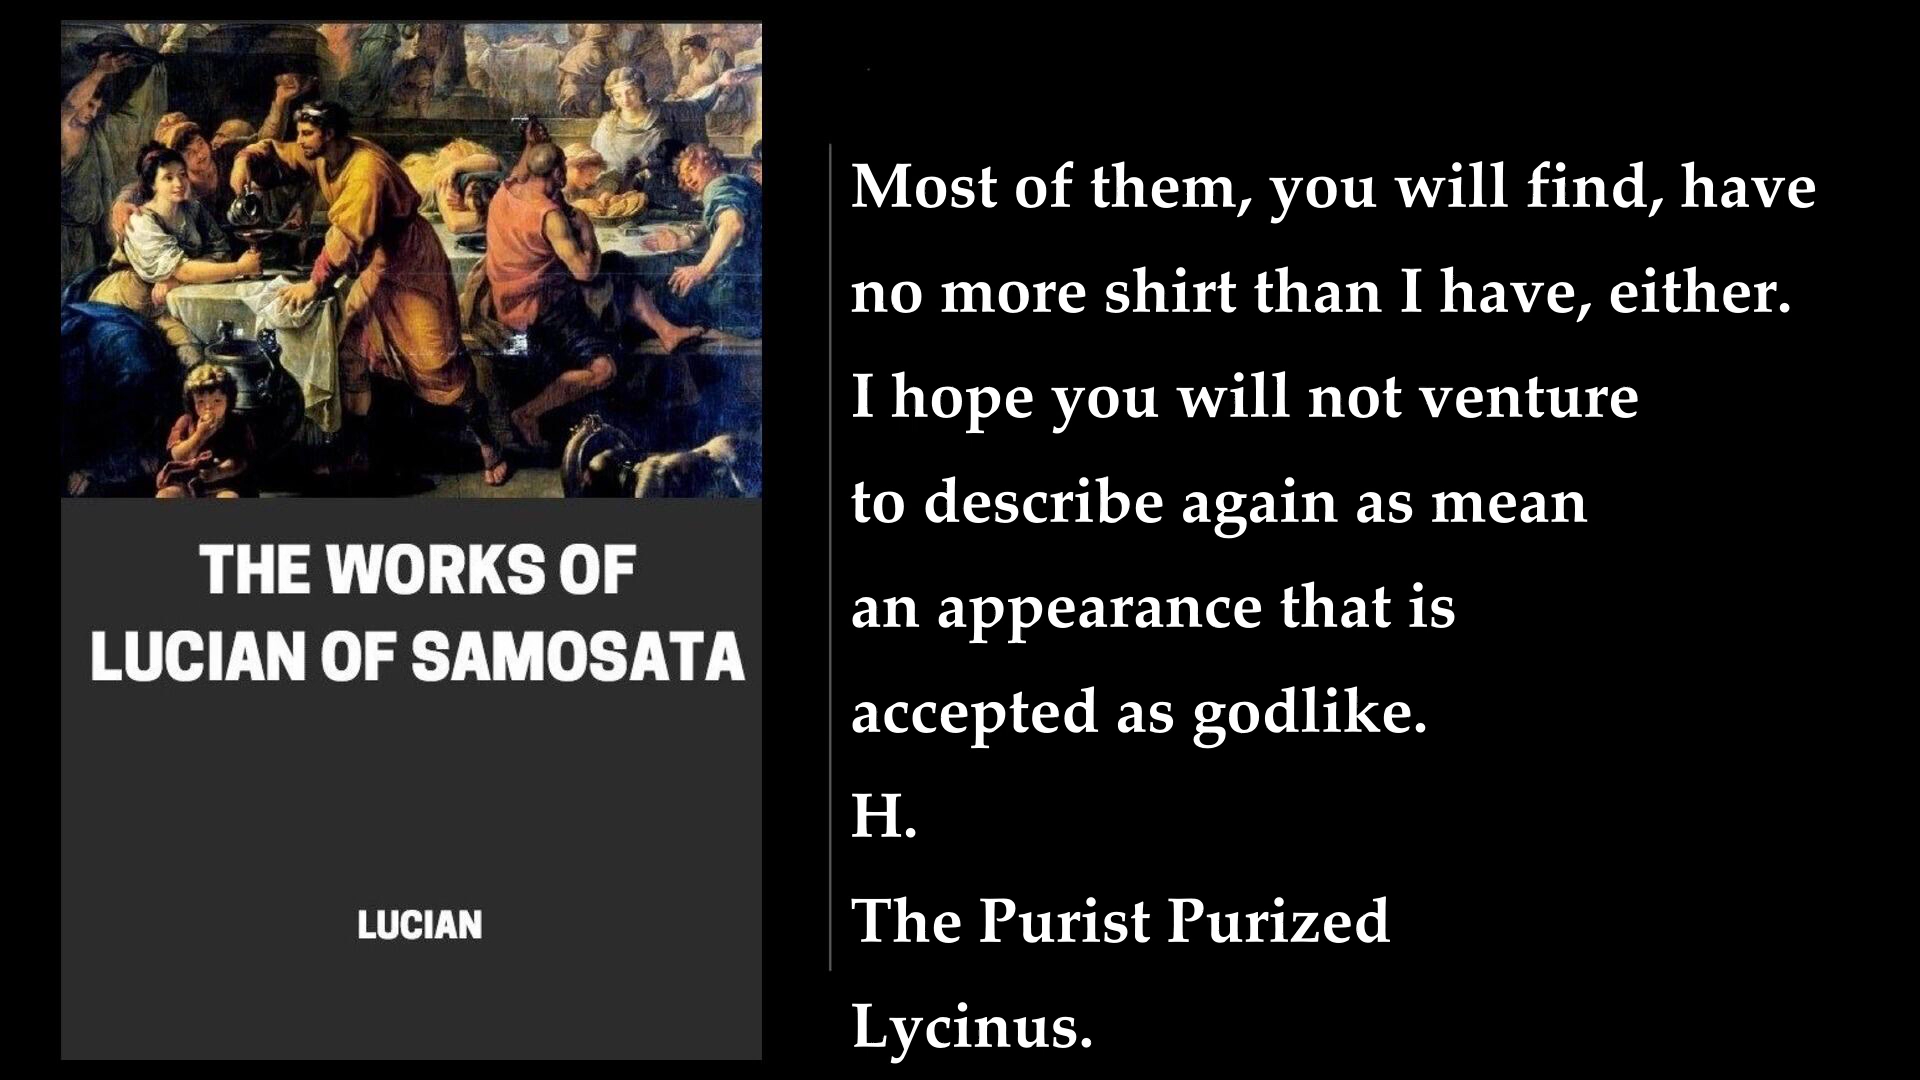 THE WORKS OF
LUCIAN OF SAMOSATA
LUCIAN
Most of them, you will find, have
no more shirt than I have, either.
I hope you will not venture
to describe again as mean
an appearance that is
accepted as godlike.
H.
The Purist Purized
Lycinus.